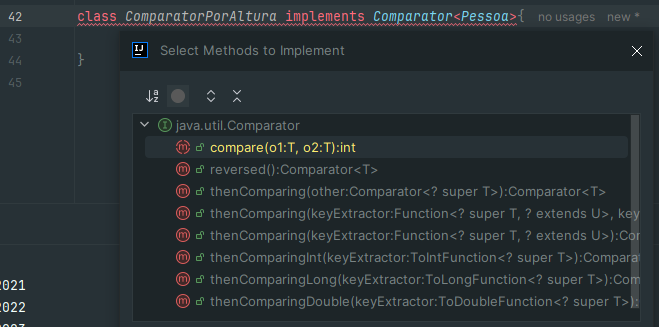 42 class ComparatorPorAltura implements Comparator<Pessoa>{ no usages new *
43
44 }
45
Select Methods to Implement
java.util.Comparator
compare(o1:T, o2:T):int
reversed():Comparator<T>
thenComparing(other:Comparator<? super T>):Comparator<T>
thenComparing(keyExtractor:Function<? super T, ? extends U>, key
thenComparing(keyExtractor:Function<? super T, ? extends U>):Co
thenComparingInt(keyExtractor:ToIntFunction<? super T>):Compara
thenComparingLong(keyExtractor:ToLongFunction<? super T>):Com
thenComparingDouble(keyExtractor:ToDoubleFunction<? super T>):
2021
2022